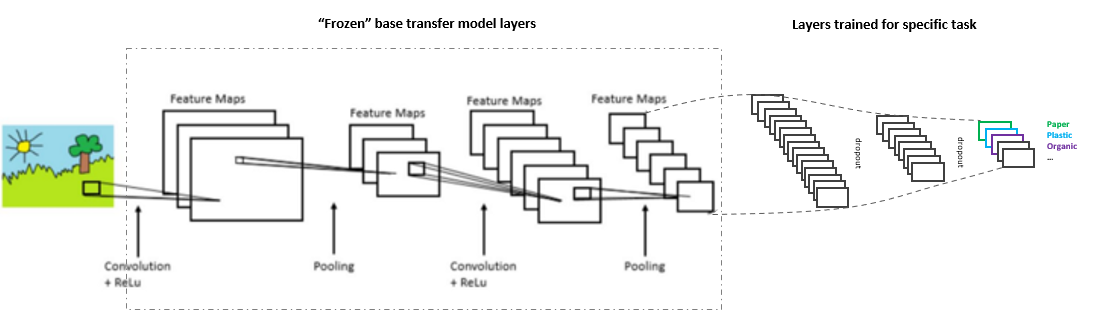 “Frozen” base transfer model layers
Layers trained for specific task
Feature Maps
Feature Maps
Feature Maps
Feature Maps
dropout
dropout
Paper
Plastic
Organic
...
Convolution
+ ReLu
Pooling
Convolution
+ ReLu
Pooling